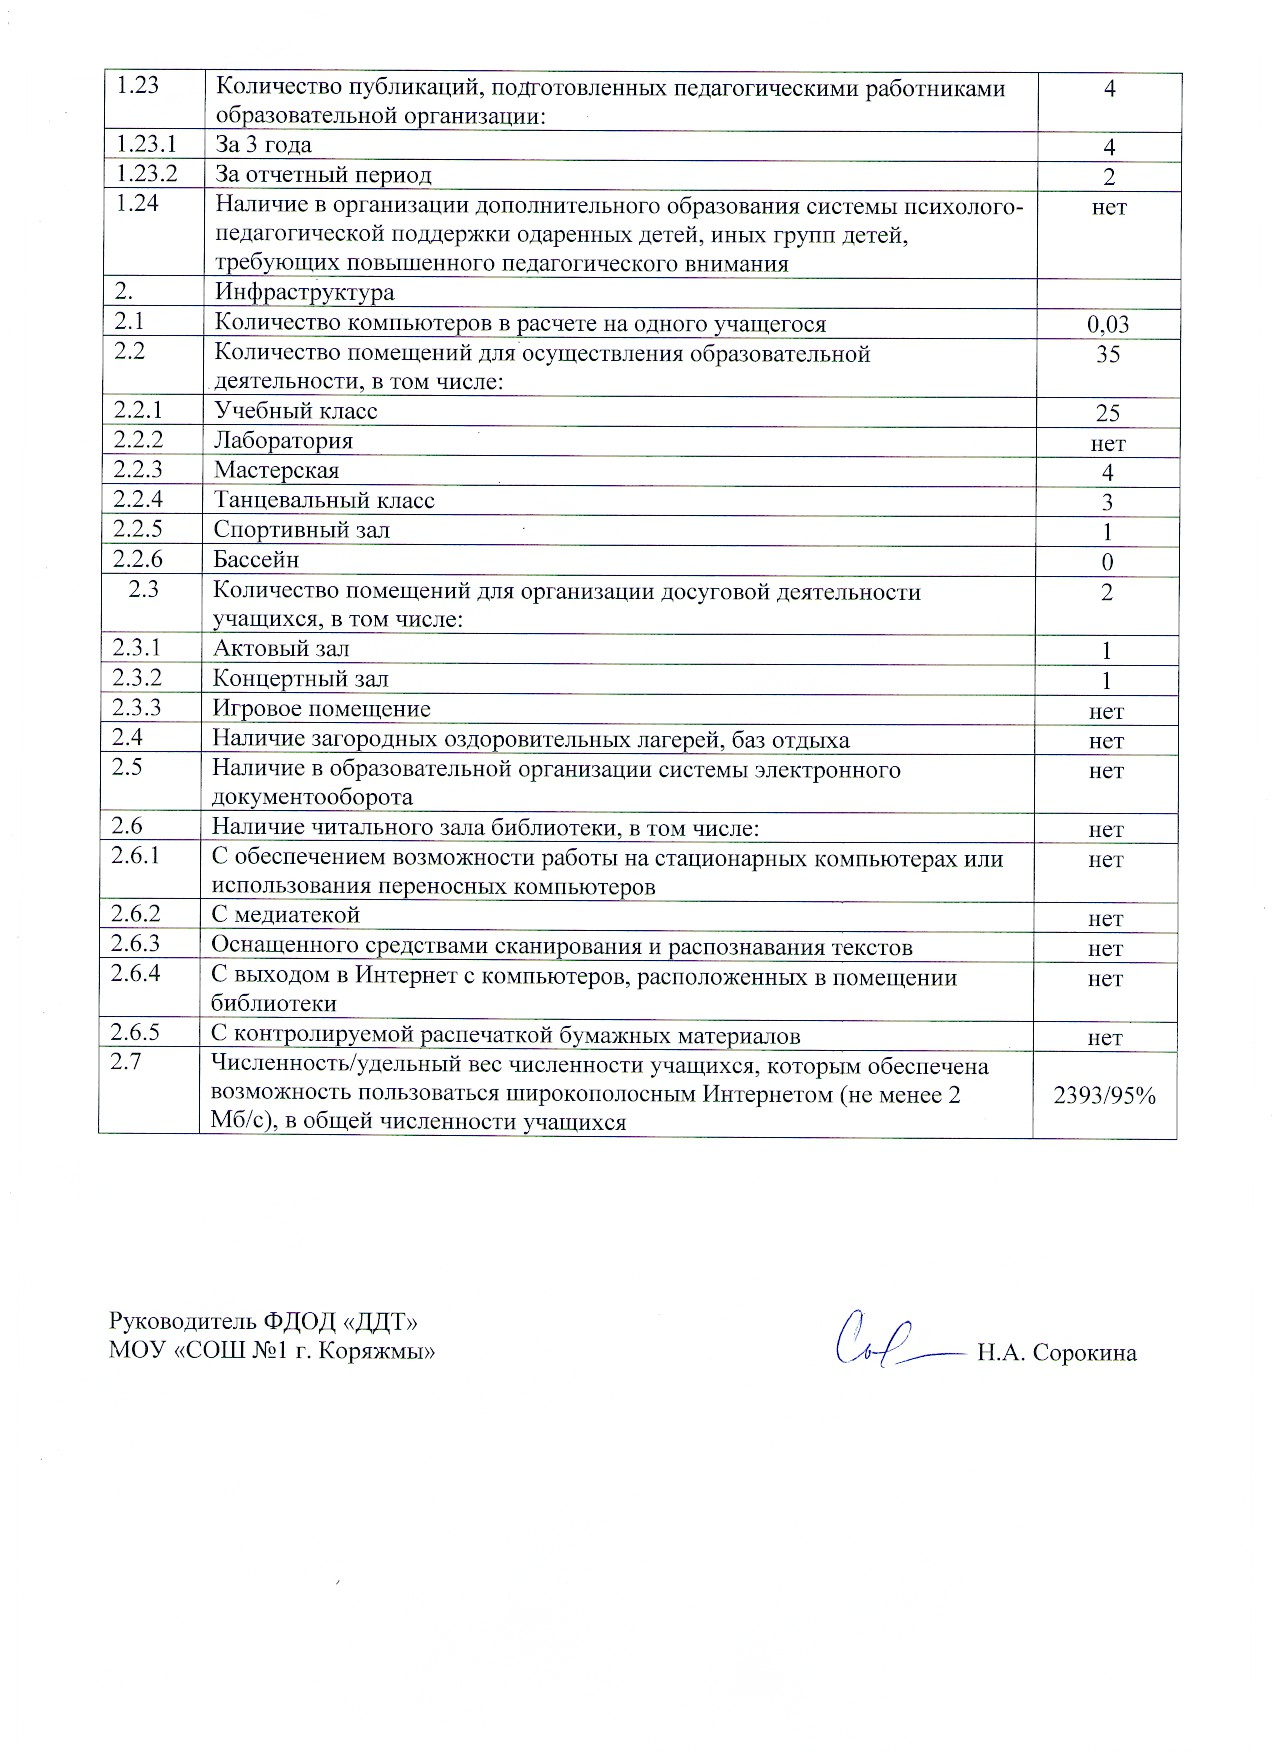 1.23 Количество публикаций, подготовленных педагогическими работниками 4
образовательной организации:
1.23.1 За 3 года 4
1.23.2 За отчетный период 2
1.24 Наличие в организации дополнительного образования системы психолого- нет
педагогической поддержки одаренных детей, иных групп детей,
требующих повышенного педагогического внимания
2. Инфраструктура
2.1 Количество компьютеров в расчете на одного учащегося 0,03
2.2 Количество помещений для осуществления образовательной 35
деятельности, в том числе:
2.2.1 Учебный класс 25
2.2.2 Лаборатория нет
2.2.3 Мастерская 4
2.2.4 Танцевальный класс 3
2.2.5 Спортивный зал 1
2.2.6 Бассейн 0
2.3 Количество помещений для организации досуговой деятельности 2
учащихся, в том числе:
2.3.1 Актовый зал 1
2.3.2 Концертный зал 1
2.3.3 Игровое помещение нет
2.4 Наличие загородных оздоровительных лагерей, баз отдыха нет
2.5 Наличие в образовательной организации системы электронного нет
документооборота
2.6 Наличие читального зала библиотеки, в том числе: нет
2.6.1 С обеспечением возможности работы на стационарных компьютерах или нет
использования переносных компьютеров
2.6.2 С медиатекой нет
2.6.3 Оснащенного средствами сканирования и распознавания текстов нет
2.6.4 С выходом в Интернет с компьютеров, расположенных в помещении нет
библиотеки
2.6.5 С контролируемой распечаткой бумажных материалов нет
2.7 Численность/удельный вес численности учащихся, которым обеспечена
возможность пользоваться широкополосным Интернетом (не менее 2 2393/95%
Мб/с), в общей численности учащихся
Руководитель ФДОД «ДДТ»
МОУ «СОШ №1 г. Коряжмы» Н.А. Сорокина